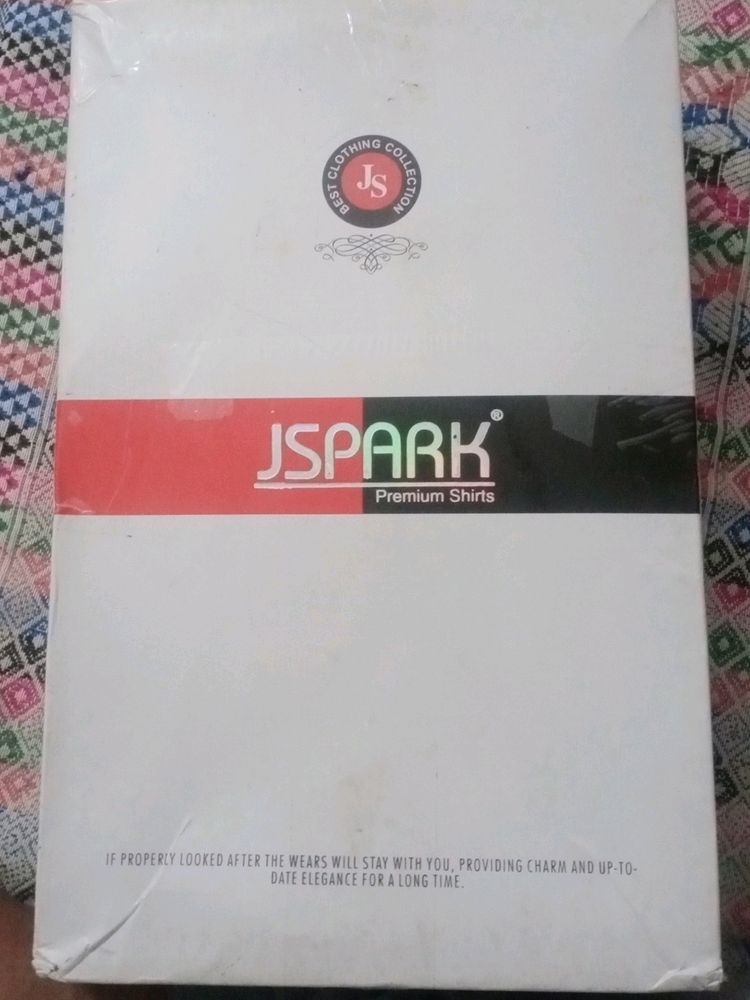 BEST CLOTHING COLLECTION
JS
JSPARK®
Premium Shirts
IF PROPERLY LOOKED AFTER THE WEARS WILL STAY WITH YOU, PROVIDING CHARM AND UP-TO-
DATE ELEGANCE FOR A LONG TIME.